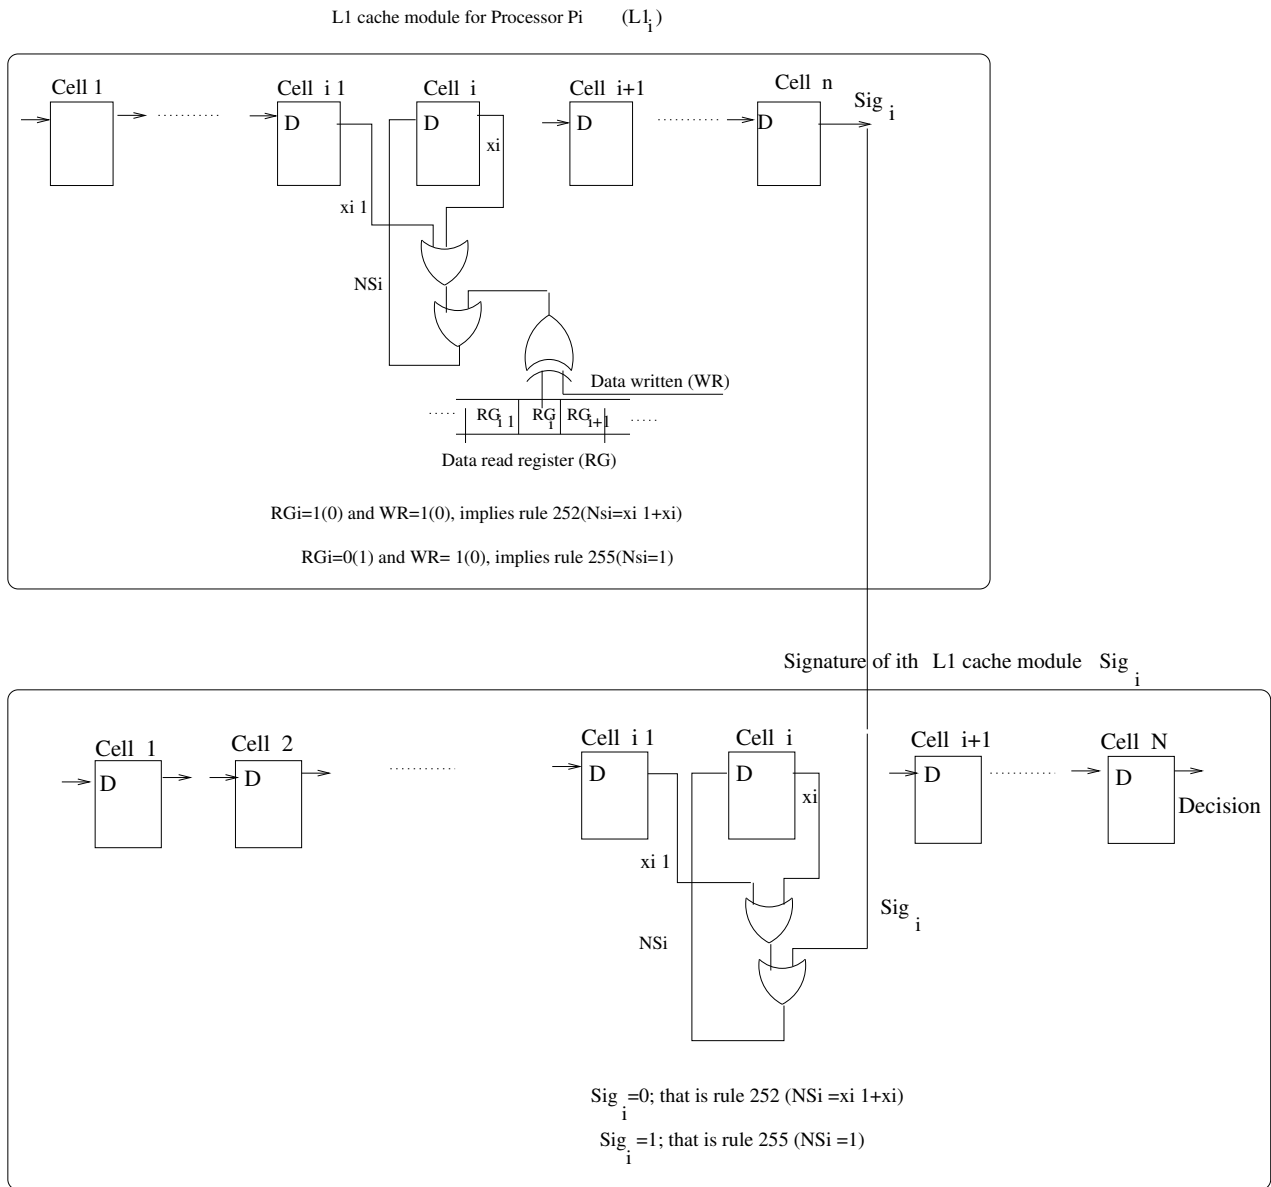 L1 cache module for Processor Pi (L1i)
Cell 1 Cell i 1 Cell i Cell i+1 Cell n
Sig i
D D D D
xi
xi 1
NSi
Data written (WR)
RG i 1 RG i RG i+1
Data read register (RG)
RGi=1(0) and WR=1(0), implies rule 252(Nsi=xi 1+xi)
RGi=0(1) and WR= 1(0), implies rule 255(Nsi=1)
Signature of ith L1 cache module Sig i
Cell 1 Cell 2 Cell i 1 Cell i Cell i+1 Cell N
D D D D D D
xi
Decision
xi 1
Sig i
NSi
Sig i =0; that is rule 252 (NSi =xi 1+xi)
Sig i =1; that is rule 255 (NSi =1)